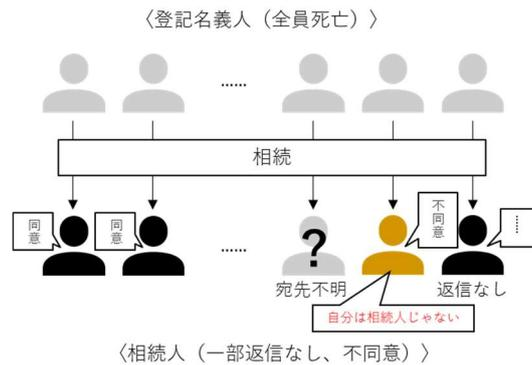 〈登記名義人（全員死亡）〉
……
相続
同意
同意
……
?
不同意
……
宛先不明
返信なし
自分は相続人じゃない
〈相続人（一部返信なし、不同意）〉